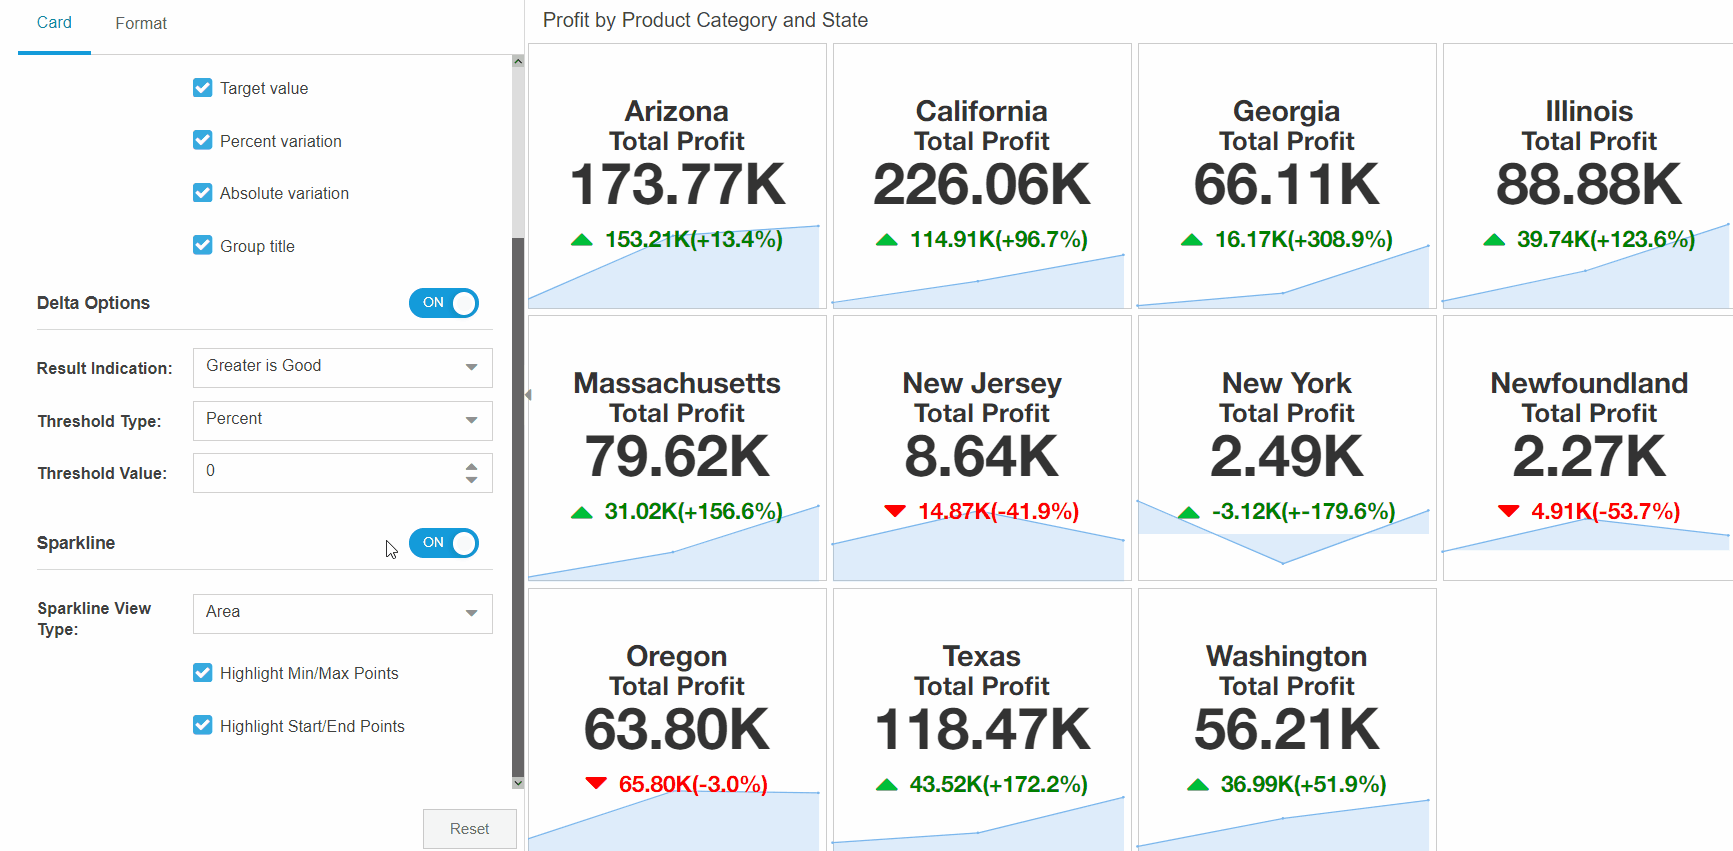 Card
Format
Target value
Percent variation
Absolute variation
Group title
Delta Options
ON
Result Indication:
Greater is Good
Threshold Type:
Percent
Threshold Value:
0
Sparkline
ON
Sparkline View
Type:
Area
Highlight Min/Max Points
Highlight Start/End Points
Reset
Profit by Product Category and State
Arizona
Total Profit
173.77K
153.21K(+13.4%)
California
Total Profit
226.06K
114.91K(+96.7%)
Georgia
Total Profit
66.11K
16.17K(+308.9%)
Illinois
Total Profit
88.88K
39.74K(+123.6%)
Massachusetts
Total Profit
79.62K
31.02K(+156.6%)
New Jersey
Total Profit
8.64K
14.87K(-41.9%)
New York
Total Profit
2.49K
-3.12K(+-179.6%)
Newfoundland
Total Profit
2.27K
4.91K(-53.7%)
Oregon
Total Profit
63.80K
65.80K(-3.0%)
Texas
Total Profit
118.47K
43.52K(+172.2%)
Washington
Total Profit
56.21K
36.99K(+51.9%)